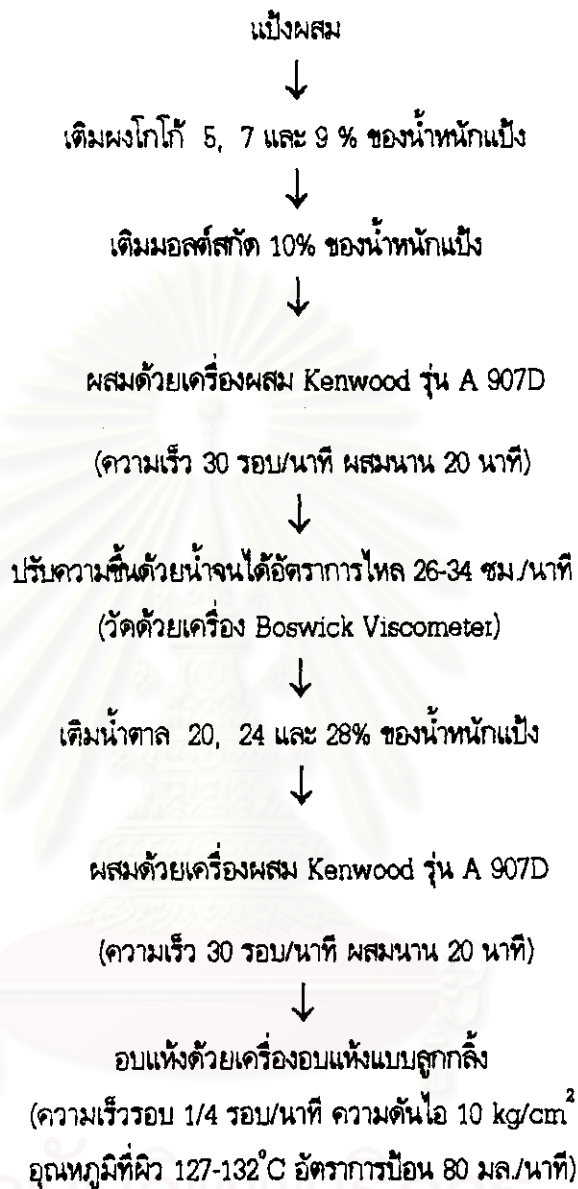 แป้งผสม
↓
เติมผงโกโก้ 5, 7 และ 9 % ของน้ำหนักแป้ง
↓
เติมมอลต์สกัด 10% ของน้ำหนักแป้ง
↓
ผสมด้วยเครื่องผสม Kenwood รุ่น A 907D
(ความเร็ว 30 รอบ/นาที ผสมนาน 20 นาที)
↓
ปรับความชื้นด้วยน้ำจนได้อัตราการไหล 26-34 ซม./นาที
(วัดด้วยเครื่อง Boswick Viscometer)
↓
เติมน้ำตาล 20, 24 และ 28% ของน้ำหนักแป้ง
↓
ผสมด้วยเครื่องผสม Kenwood รุ่น A 907D
(ความเร็ว 30 รอบ/นาที ผสมนาน 20 นาที)
↓
อบแห้งด้วยเครื่องอบแห้งแบบลูกกลิ้ง
(ความเร็วรอบ 1/4 รอบ/นาที ความดันไอ 10 kg/cm²
อุณหภูมิที่ผิว 127-132°C อัตราการป้อน 80 มล./นาที)